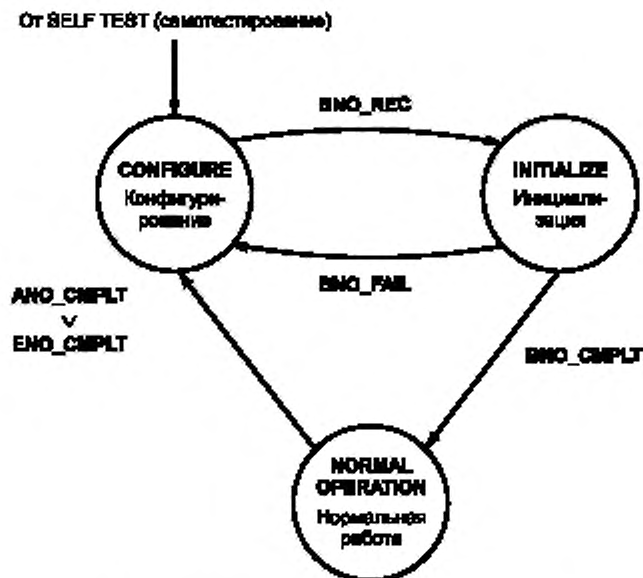 От SELF TEST (самотестирование)
BNO_REC
CONFIGURE
Конфигури-
рование
INITIALIZE
Инициали-
зация
BNO_FAIL
ANO_CMPLT
∨
ENO_CMPLT
BNO_CMPLT
NORMAL
OPERATION
Нормальная
работа